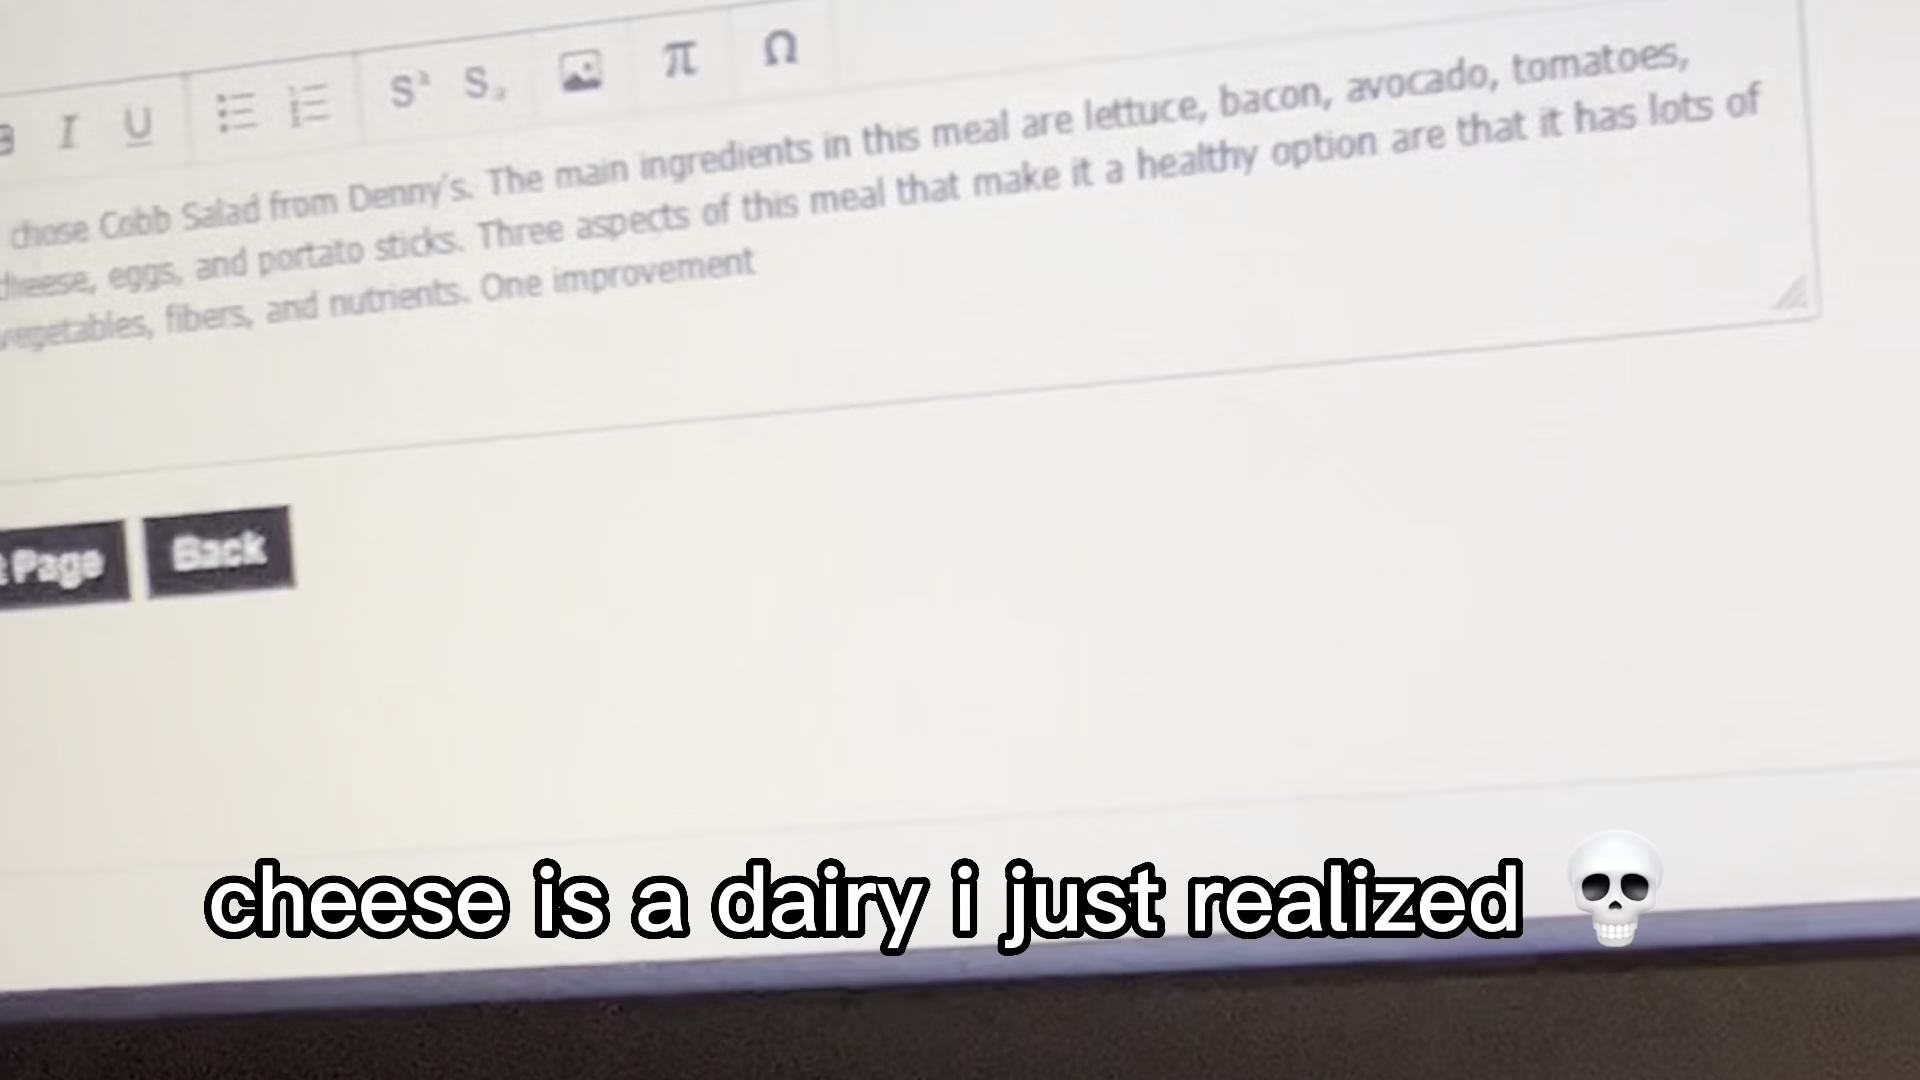 I U S² S₂ π Ω
chose Cobb Salad from Denny's. The main ingredients in this meal are lettuce, bacon, avocado, tomatoes,
cheese, eggs, and portato sticks. Three aspects of this meal that make it a healthy option are that it has lots of
vegetables, fibers, and nutrients. One improvement
Page Back
cheese is a dairy i just realized 💀